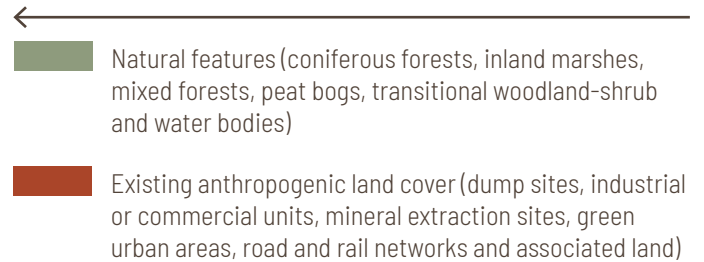 Natural features (coniferous forests, inland marshes,
mixed forests, peat bogs, transitional woodland-shrub
and water bodies)
Existing anthropogenic land cover (dump sites, industrial
or commercial units, mineral extraction sites, green
urban areas, road and rail networks and associated land)